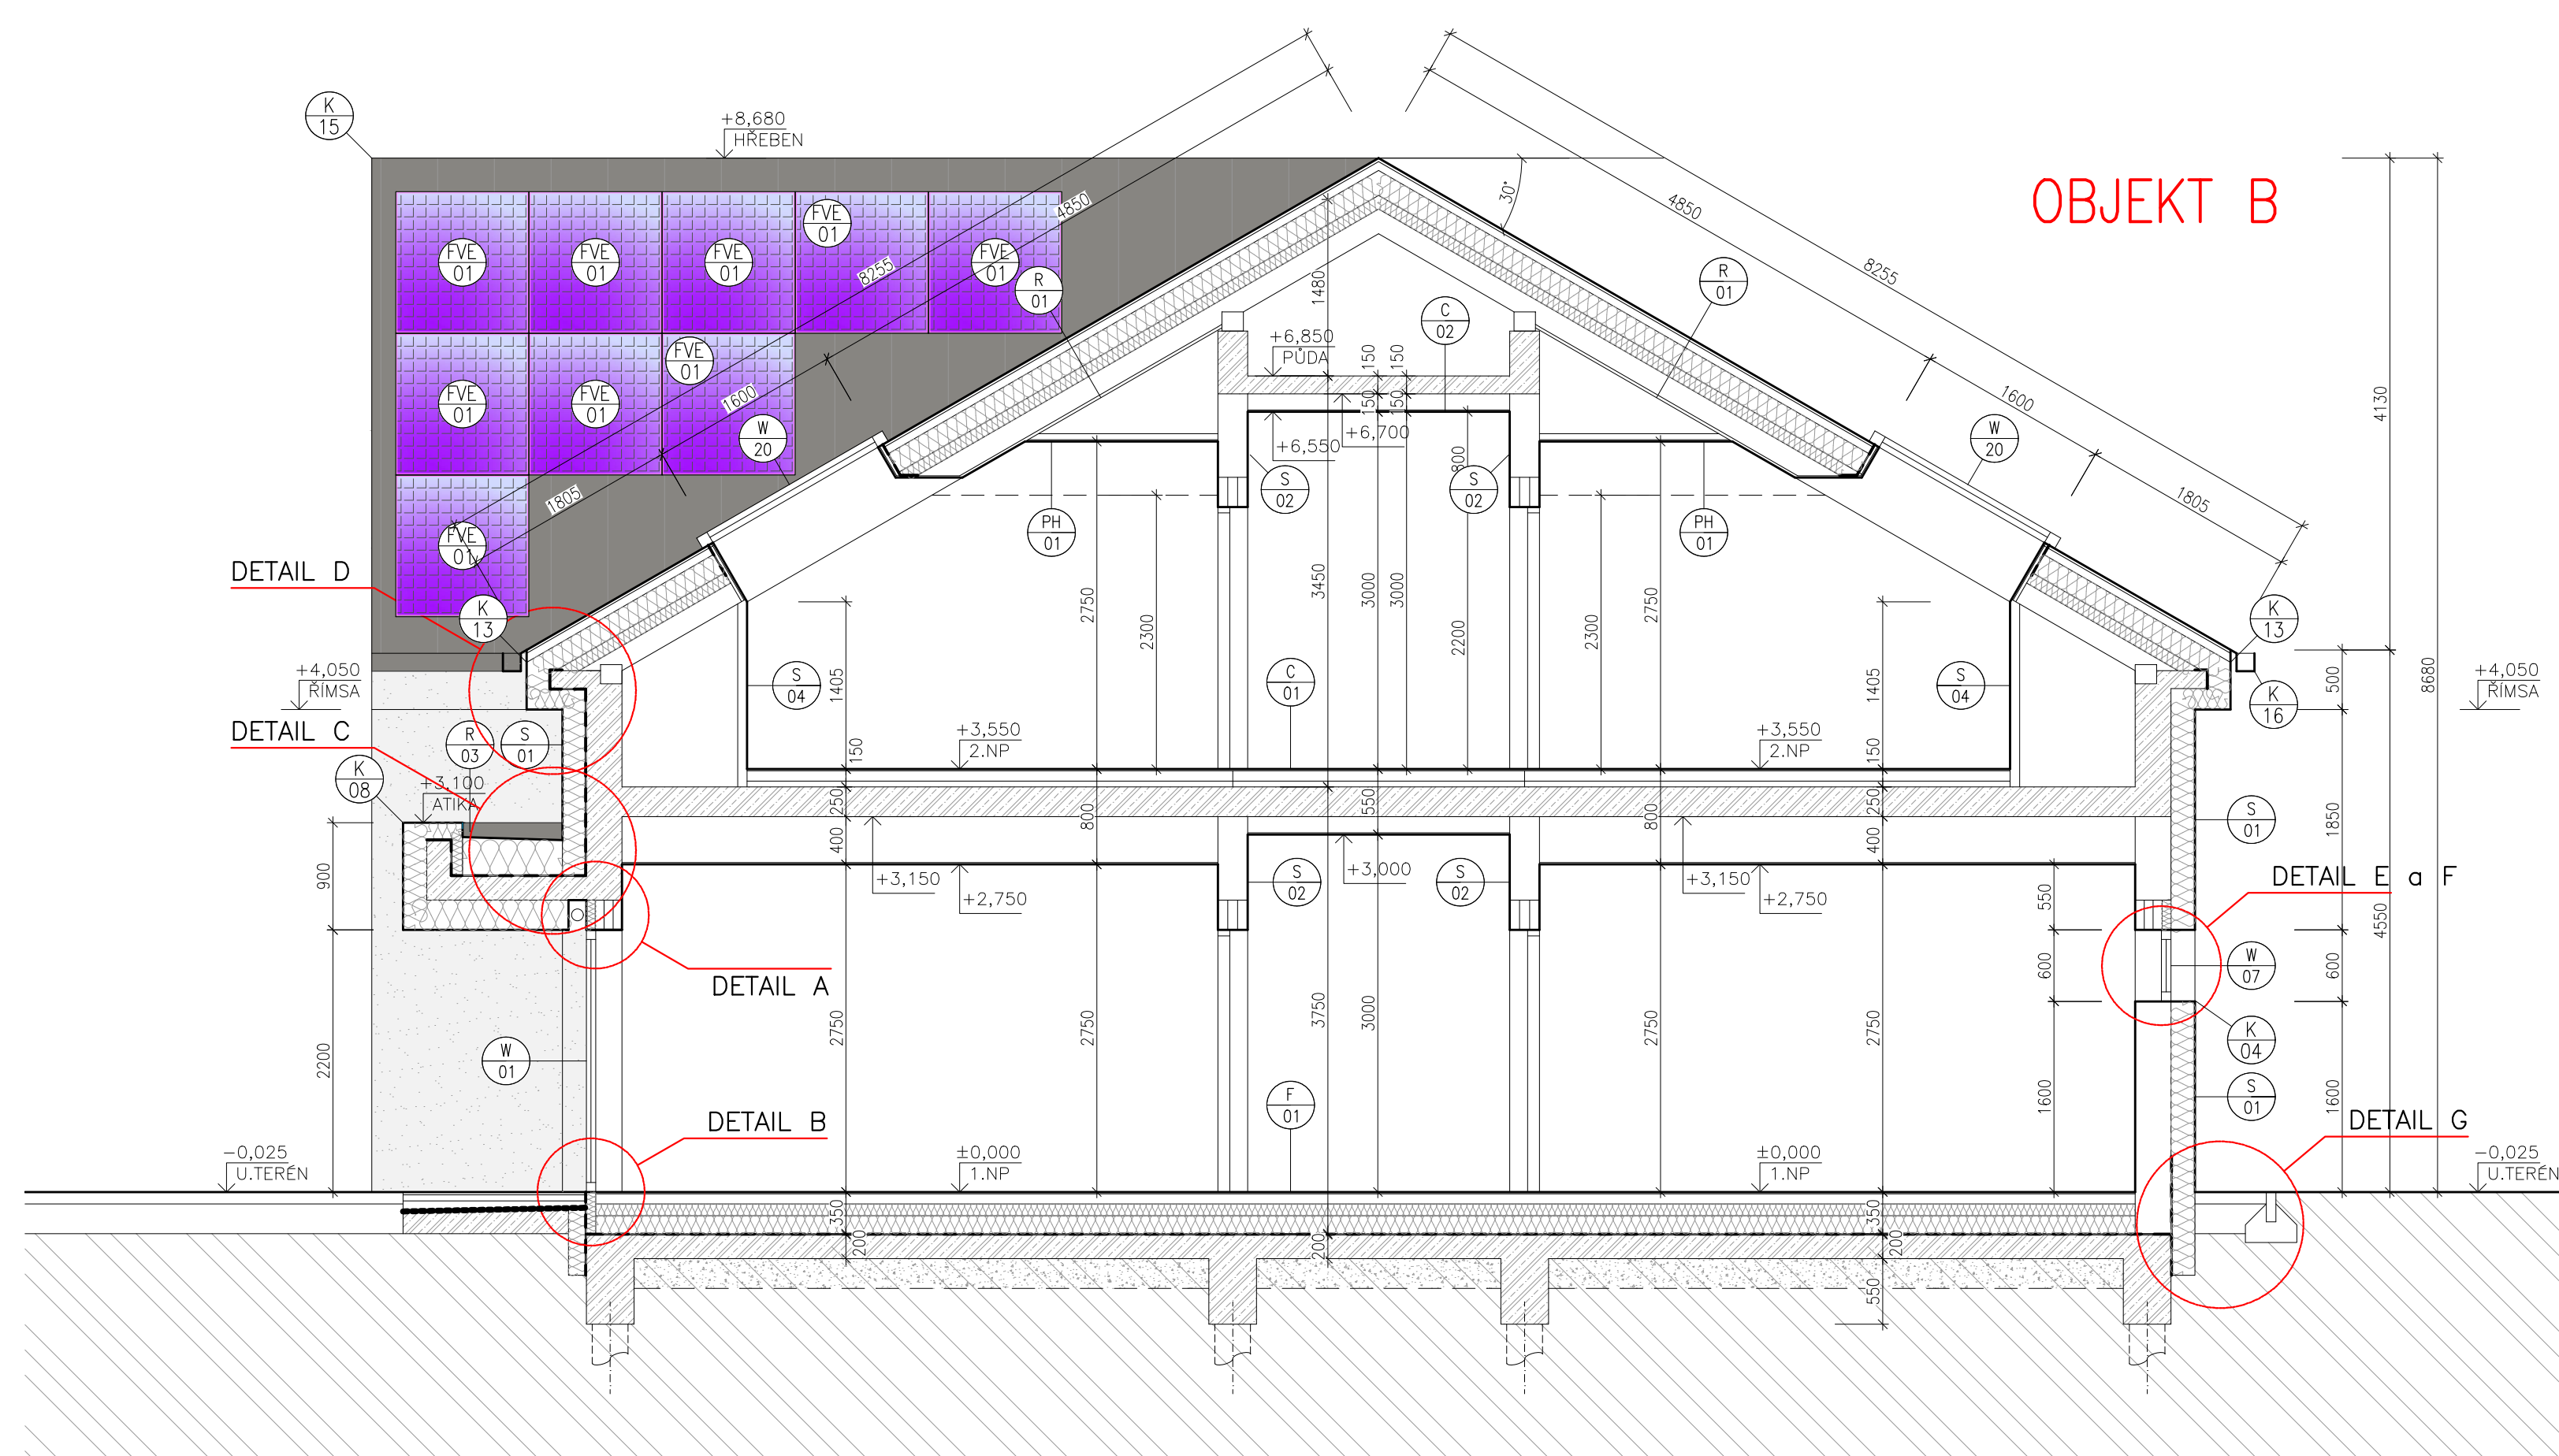 OBJEKT B
K
15
+8,680
HŘEBEN
30°
4850
8255
4850
8255
FVE
01
FVE
01
FVE
01
FVE
01
FVE
01
R
01
R
01
1480
C
02
+6,850
PŮDA
150
150
150
150
FVE
01
FVE
01
FVE
01
1600
1600
W
20
W
20
4130
+6,550
+6,700
800
S
02
S
02
1805
1805
FVE
01
PH
01
PH
01
DETAIL D
K
13
K
13
2750
2300
3450
3000
3000
2200
2300
2750
8680
+4,050
ŘÍMSA
S
04
1405
C
01
S
04
1405
K
16
500
+4,050
ŘÍMSA
DETAIL C
R
03
S
01
K
08
+3,100
ATIKA
150
+3,550
2.NP
+3,550
2.NP
150
250
400
800
550
800
250
400
S
01
1850
900
+3,150
+2,750
S
02
+3,000
S
02
+3,150
+2,750
550
DETAIL E a F
4550
DETAIL A
600
W
07
600
2200
W
01
2750
2750
3750
3000
2750
2750
K
04
1600
S
01
1600
F
01
DETAIL B
DETAIL G
-0,025
U.TERÉN
±0,000
1.NP
±0,000
1.NP
-0,025
U.TERÉN
350
200
200
350
200
550